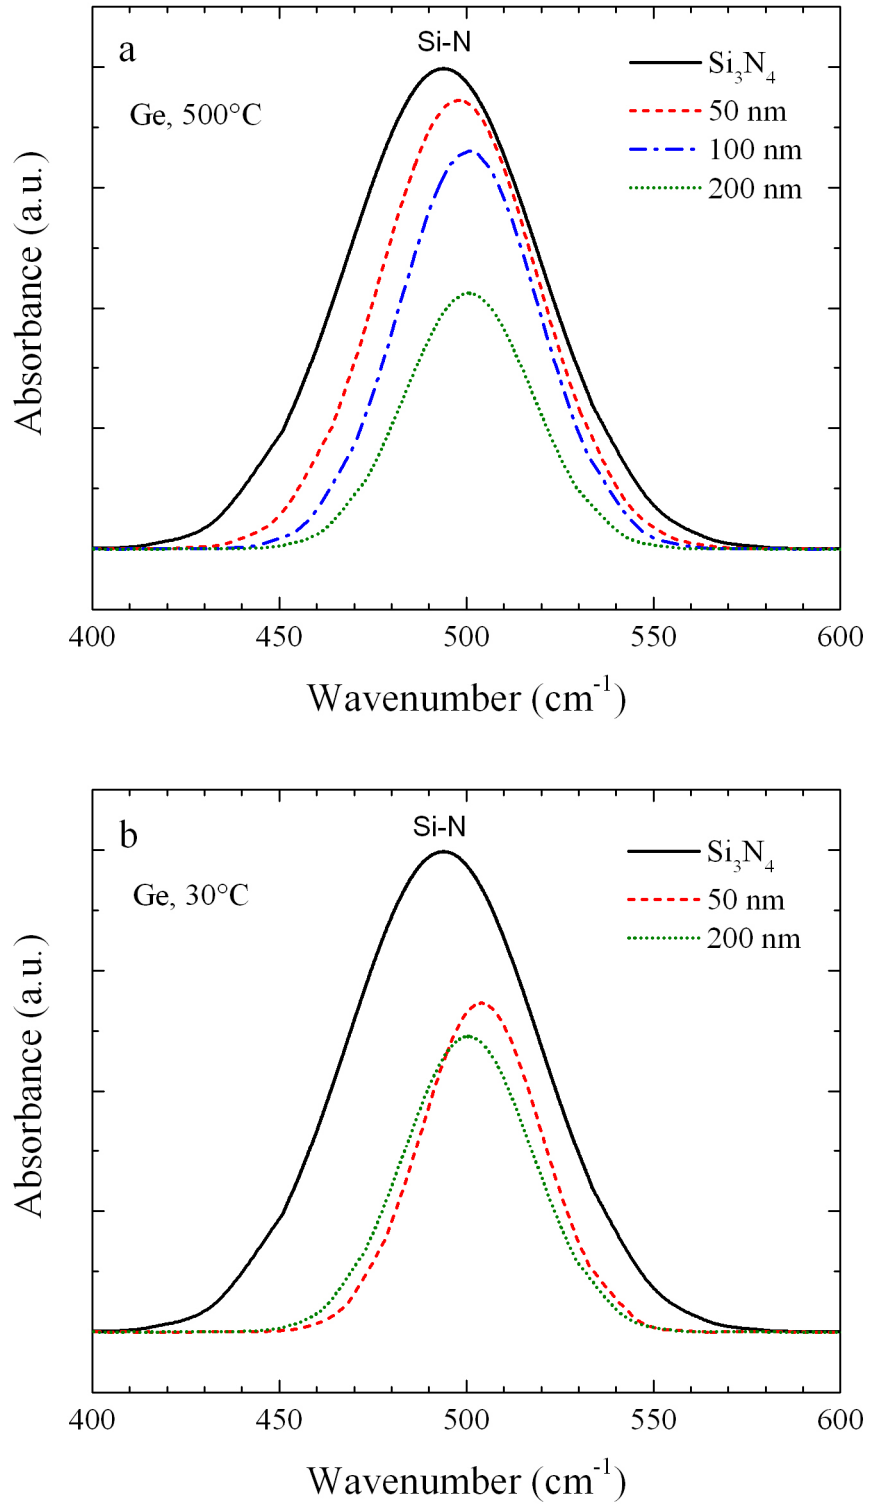 a
Si-N
Ge, 500°C
Si₃N₄
50 nm
100 nm
200 nm
Absorbance (a.u.)
400 450 500 550 600
Wavenumber (cm⁻¹)
b
Si-N
Ge, 30°C
Si₃N₄
50 nm
200 nm
Absorbance (a.u.)
400 450 500 550 600
Wavenumber (cm⁻¹)